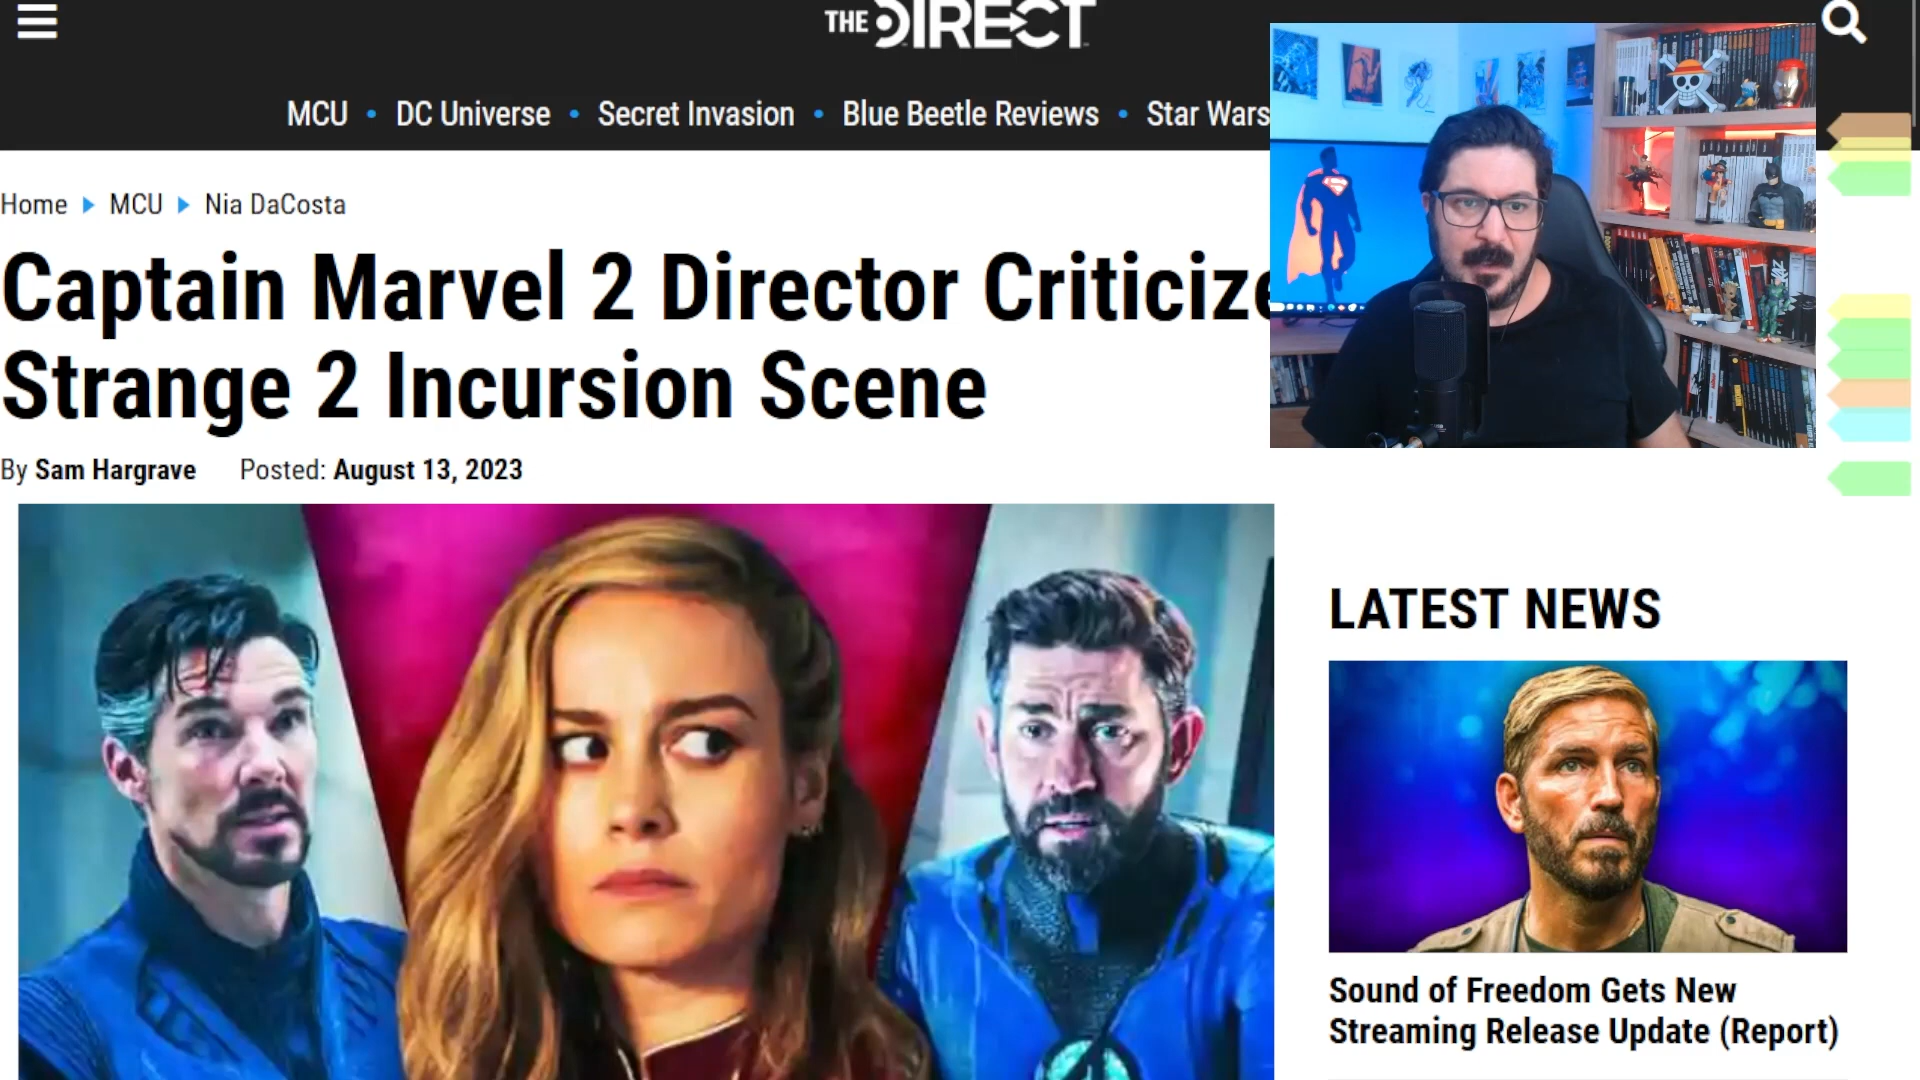 THE DIRECT
MCU • DC Universe • Secret Invasion • Blue Beetle Reviews • Star Wars
Home ▸ MCU ▸ Nia DaCosta
Captain Marvel 2 Director Criticize
Strange 2 Incursion Scene
By Sam Hargrave Posted: August 13, 2023
LATEST NEWS
Sound of Freedom Gets New
Streaming Release Update (Report)